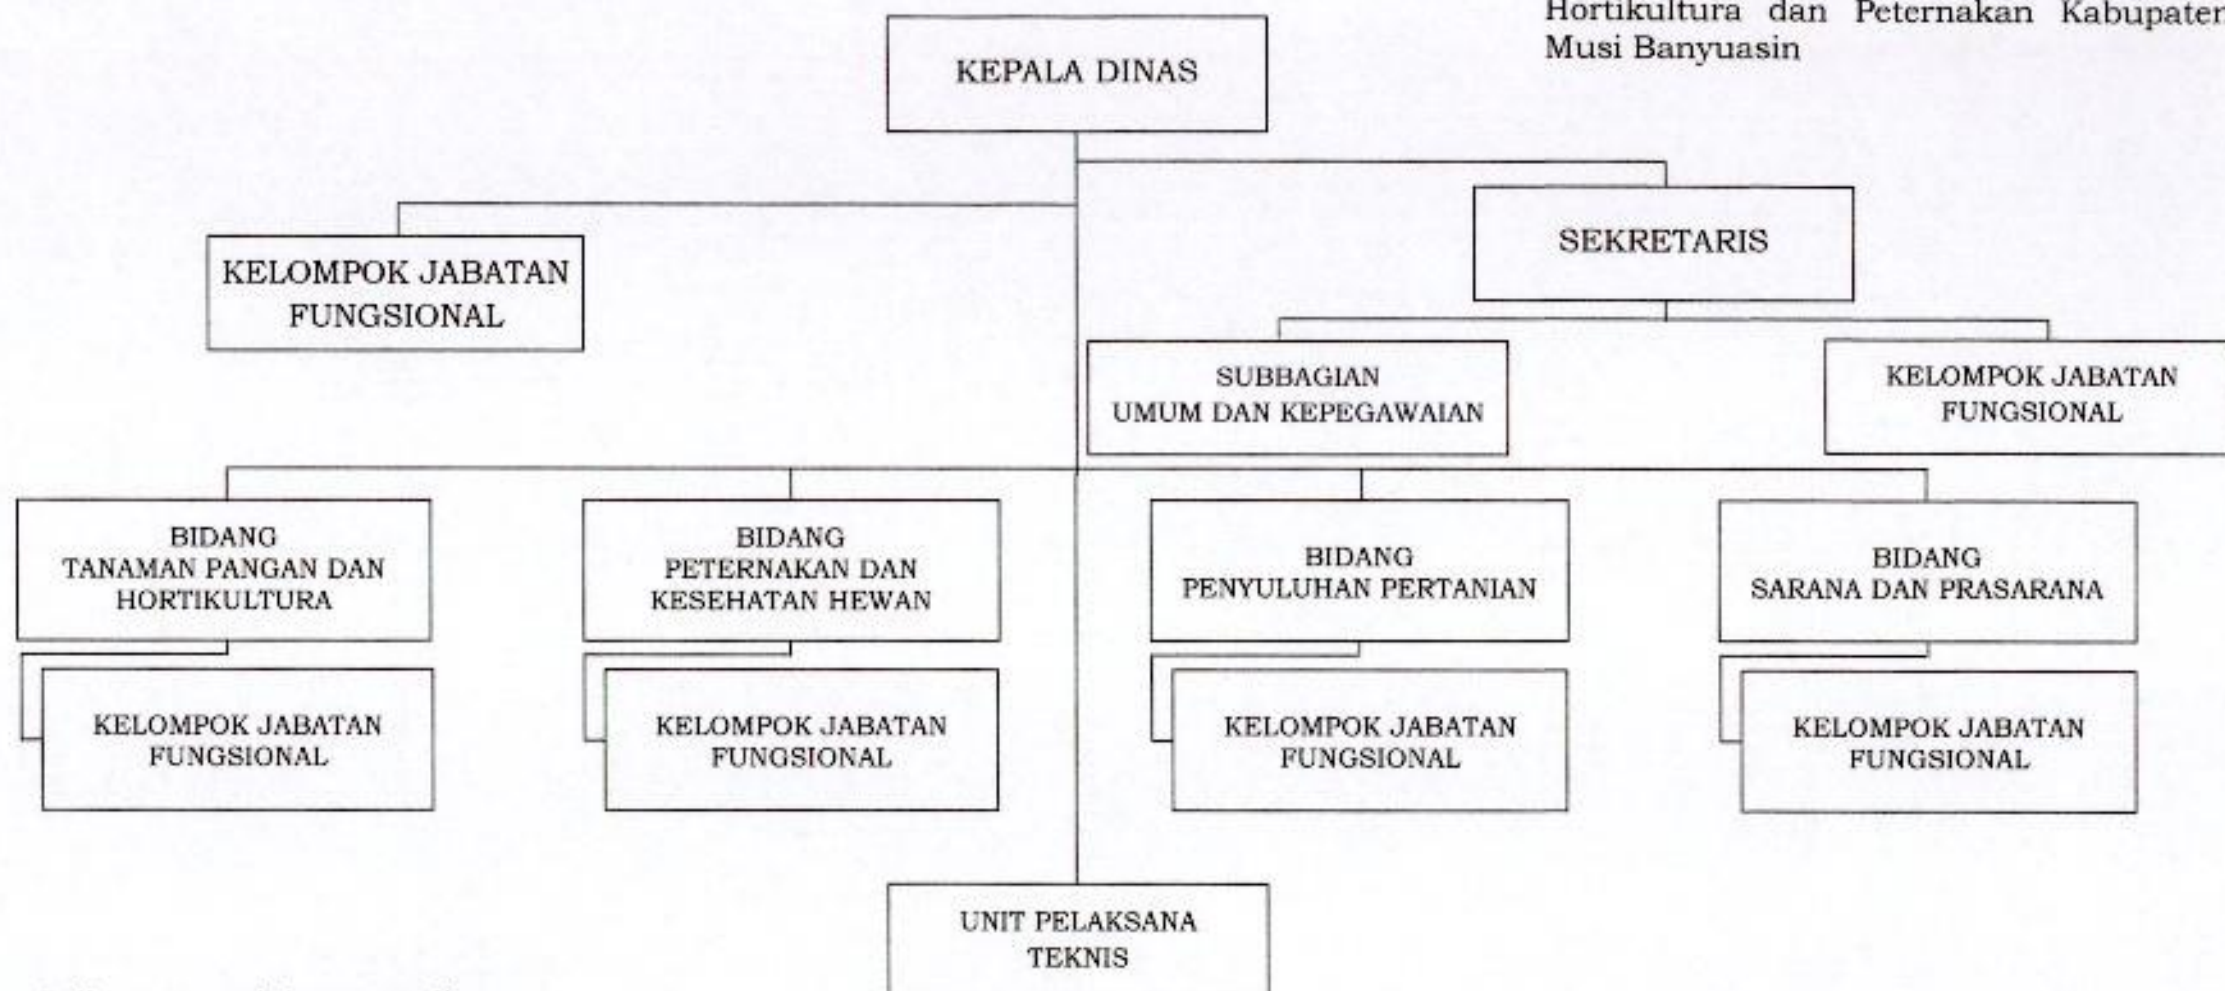 Hortikultura dan Peternakan Kabupaten
Musi Banyuasin
KEPALA DINAS
SEKRETARIS
KELOMPOK JABATAN
FUNGSIONAL
SUBBAGIAN
UMUM DAN KEPEGAWAIAN
KELOMPOK JABATAN
FUNGSIONAL
BIDANG
TANAMAN PANGAN DAN
HORTIKULTURA
BIDANG
PETERNAKAN DAN
KESEHATAN HEWAN
BIDANG
PENYULUHAN PERTANIAN
BIDANG
SARANA DAN PRASARANA
KELOMPOK JABATAN
FUNGSIONAL
KELOMPOK JABATAN
FUNGSIONAL
KELOMPOK JABATAN
FUNGSIONAL
KELOMPOK JABATAN
FUNGSIONAL
UNIT PELAKSANA
TEKNIS